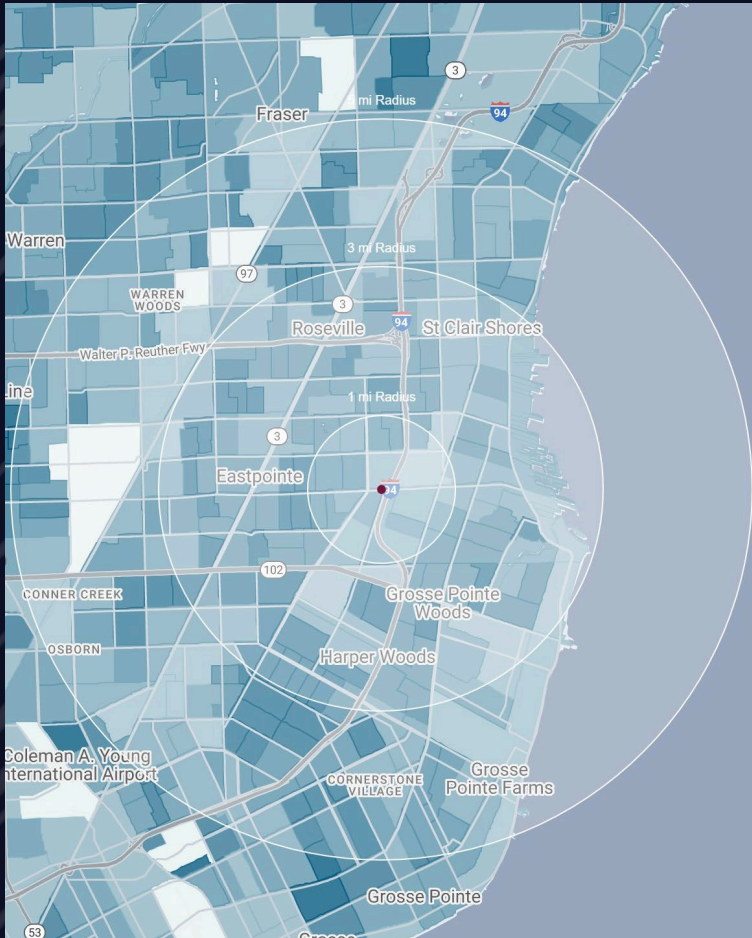 3
mi Radius
94
Fraser
Warren
3 mi Radius
97
WARREN
WOODS
3
94
Roseville
St Clair Shores
Walter P. Reuther Fwy
Line
1 mi Radius
3
Eastpointe
94
102
CONNER CREEK
Grosse Pointe
Woods
OSBORN
Harper Woods
Coleman A. Young
International Airport
CORNERSTONE
VILLAGE
Grosse
Pointe Farms
Grosse Pointe
53
Grosse